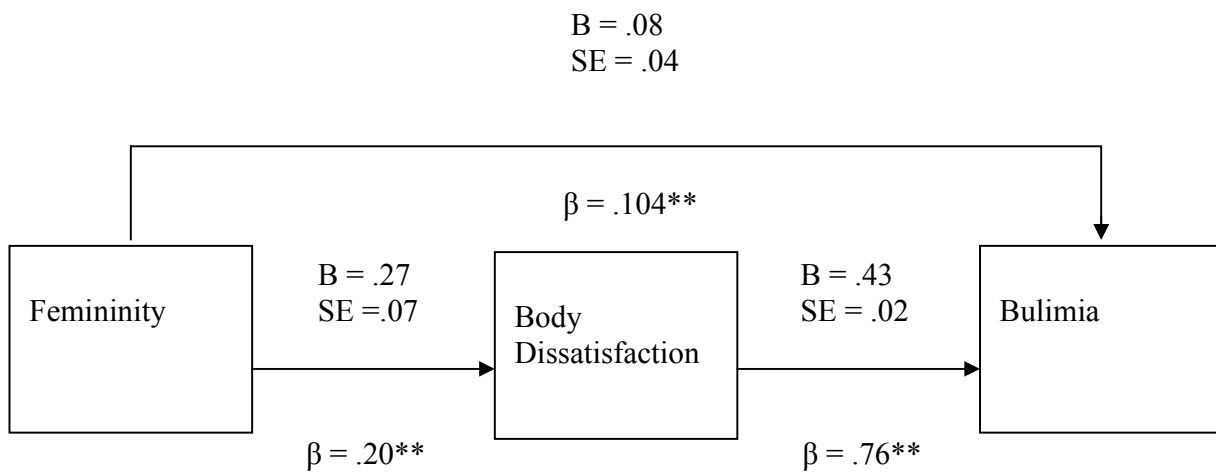 B = .08
SE = .04
β = .104**
Femininity
B = .27
SE =.07
β = .20**
Body
Dissatisfaction
B = .43
SE = .02
β = .76**
Bulimia